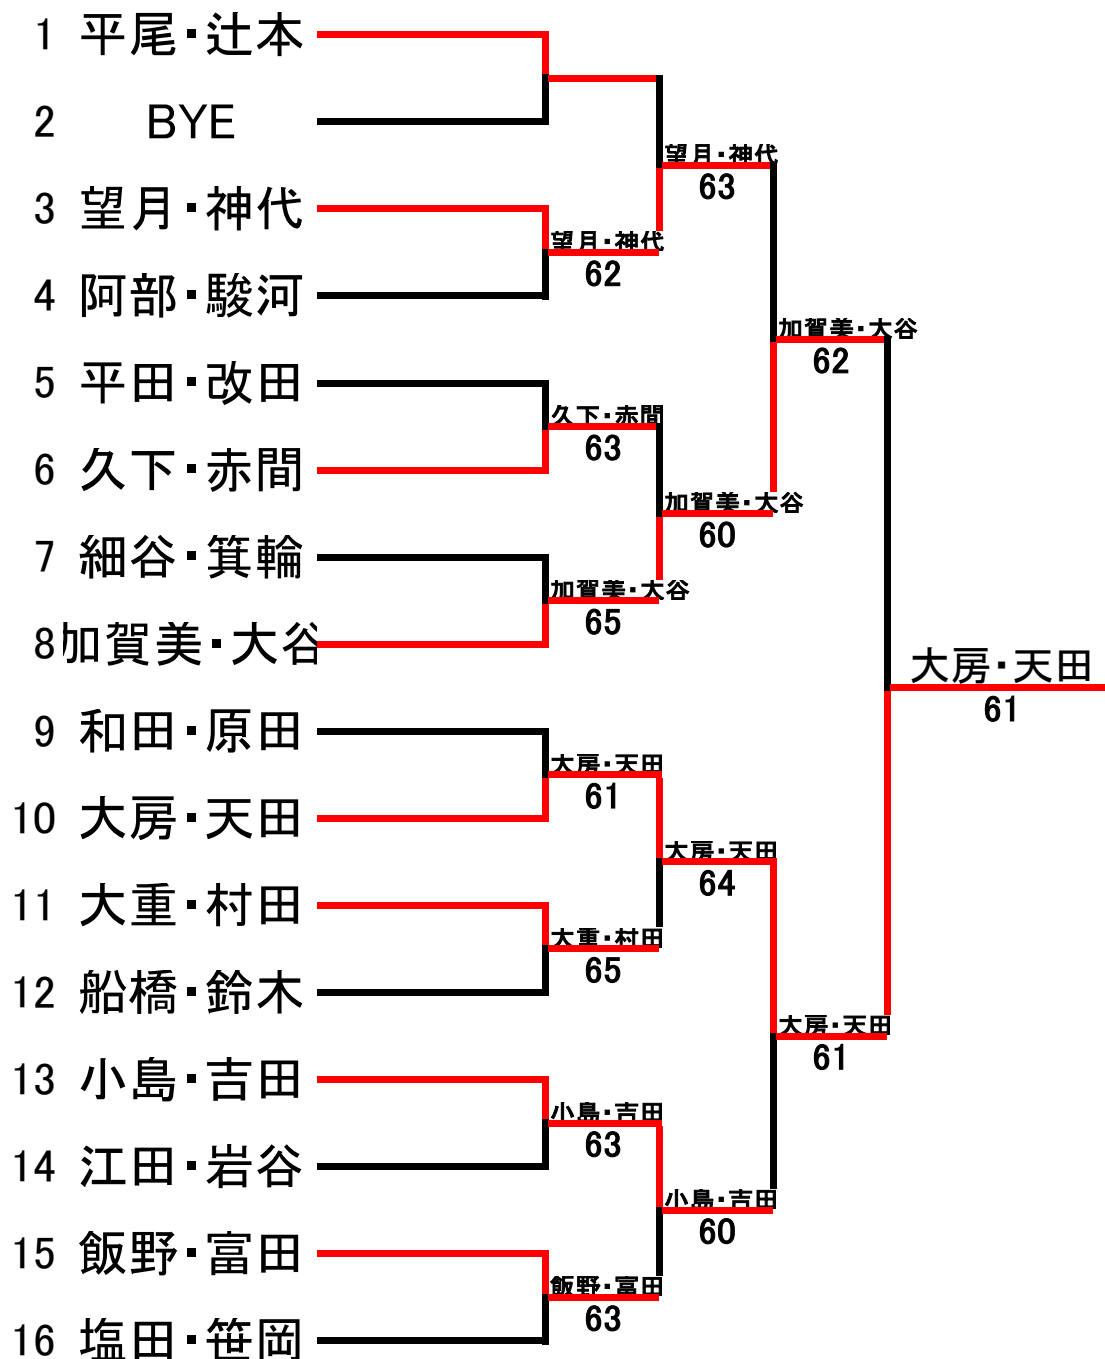 1 平尾・辻本
2 BYE
望月・神代
63
3 望月・神代
望月・神代
62
4 阿部・駿河
加賀美・大谷
62
5 平田・改田
久下・赤間
63
6 久下・赤間
加賀美・大谷
60
7 細谷・箕輪
加賀美・大谷
65
8 加賀美・大谷
大房・天田
61
9 和田・原田
大房・天田
61
10 大房・天田
大房・天田
64
11 大重・村田
大重・村田
65
12 船橋・鈴木
大房・天田
61
13 小島・吉田
小島・吉田
63
14 江田・岩谷
小島・吉田
60
15 飯野・富田
飯野・富田
63
16 塩田・笹岡